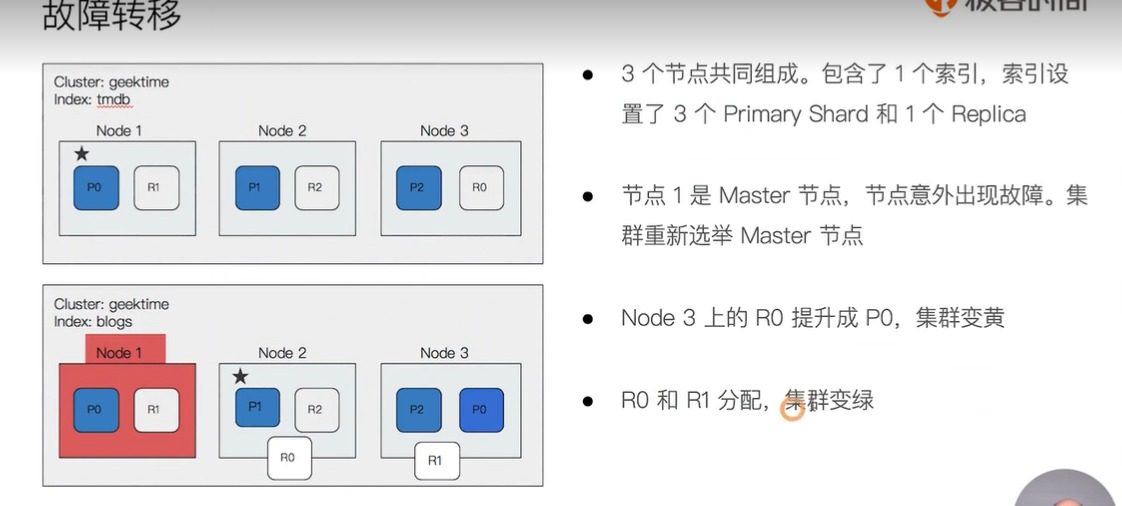 故障转移
极客时间
Cluster: geektime
Index: tmdb
Node 1
Node 2
Node 3
★
P0
R1
P1
R2
P2
R0
Cluster: geektime
Index: blogs
Node 1
Node 2
Node 3
★
P0
R1
P1
R2
P2
P0
R0
R1
● 3 个节点共同组成。包含了 1 个索引，索引设
置了 3 个 Primary Shard 和 1 个 Replica
● 节点 1 是 Master 节点，节点意外出现故障。集
群重新选举 Master 节点
● Node 3 上的 R0 提升成 P0，集群变黄
● R0 和 R1 分配，集群变绿